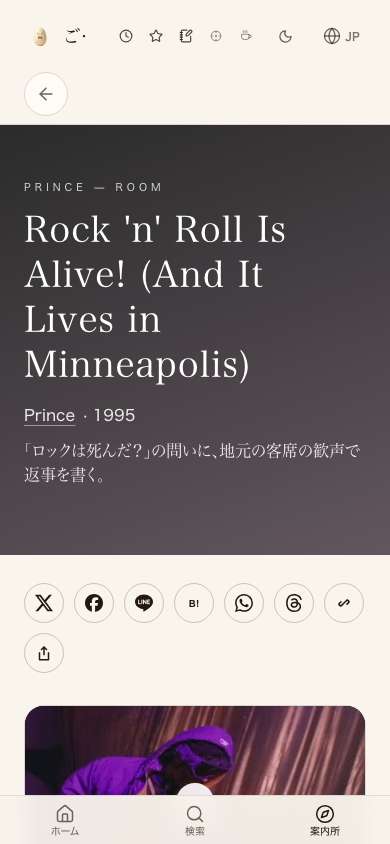 ご·
JP
PRINCE — ROOM
Rock 'n' Roll Is
Alive! (And It
Lives in
Minneapolis)
Prince · 1995
「ロックは死んだ？」の問いに、地元の客席の歓声で
返事を書く。
LINE
B!
ホーム
検索
案内所